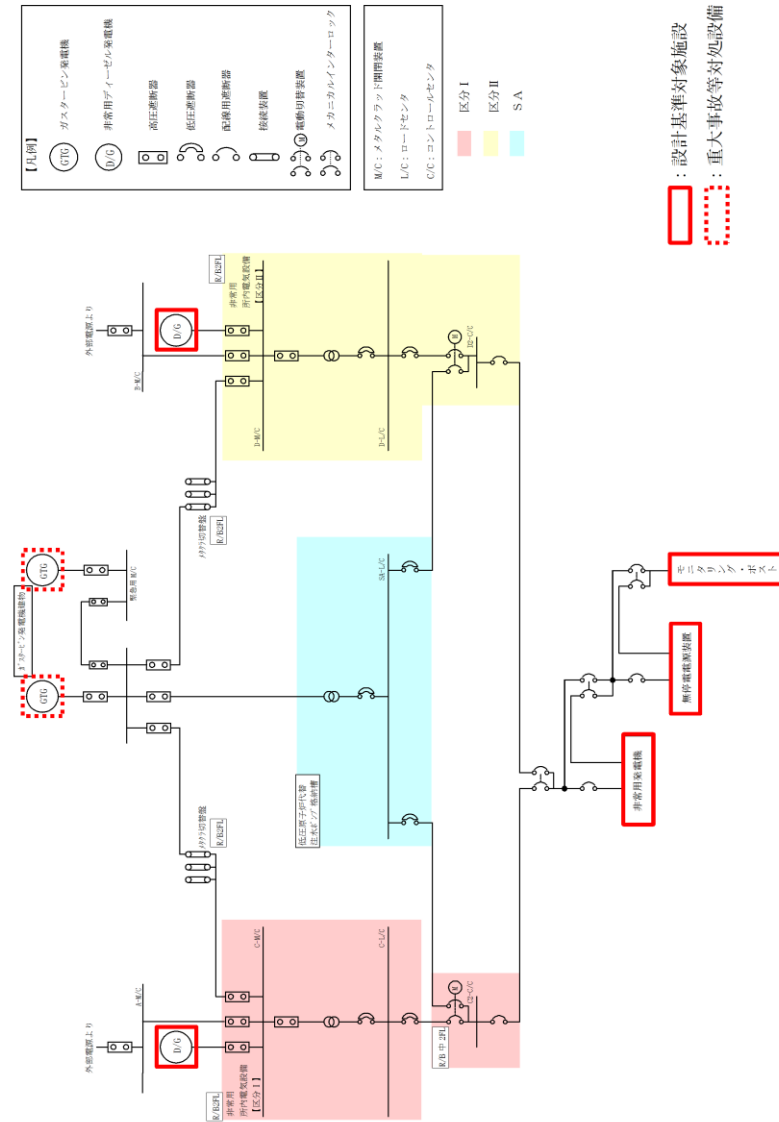 外部電源より
A-M/C
D/G
R/B2FL
非常用
所内電気設備
【区分Ⅰ】
C-M/C
C-L/C
R/B 中 2FL
M
C2-C/C
メタクラ切替盤
R/B2FL
ガスタービン発電機建物
GTG
GTG
緊急用M/C
低圧原子炉代替
注水ポンプ格納槽
SA-L/C
メタクラ切替盤
R/B2FL
外部電源より
B-M/C
D/G
R/B2FL
非常用
所内電気設備
【区分Ⅱ】
D-M/C
D-L/C
M
D2-C/C
非常用発電機
無停電電源装置
モニタリング・ポスト
【凡例】
GTG ガスタービン発電機
D/G 非常用ディーゼル発電機
高圧遮断器
低圧遮断器
配線用遮断器
接続装置
M 電動切替装置
メカニカルインターロック
M/C：メタルクラッド開閉装置
L/C：ロードセンタ
C/C：コントロールセンタ
区分Ⅰ
区分Ⅱ
ＳＡ
：設計基準対象施設
：重大事故等対処設備